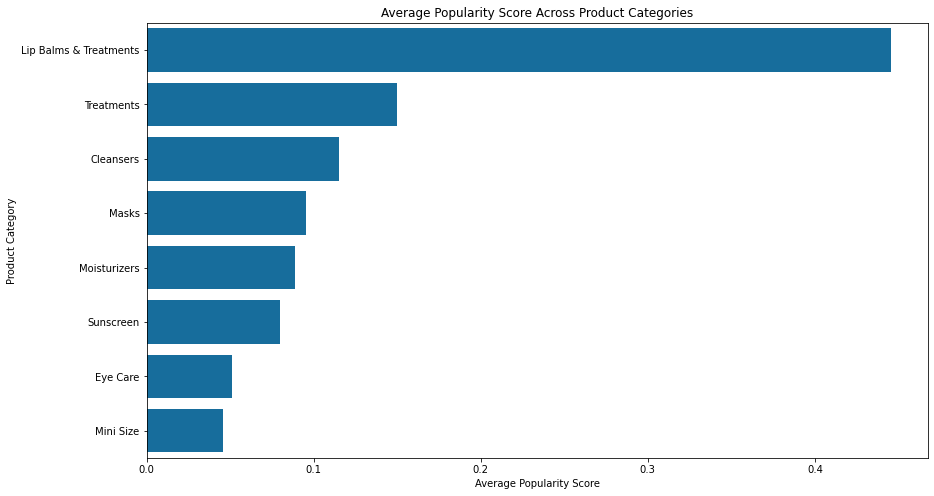 Average Popularity Score Across Product Categories
Product Category
Lip Balms & Treatments
Treatments
Cleansers
Masks
Moisturizers
Sunscreen
Eye Care
Mini Size
0.0 0.1 0.2 0.3 0.4
Average Popularity Score